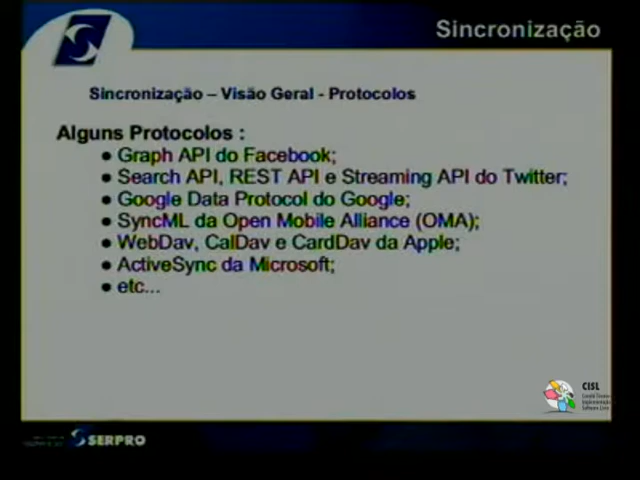 Sincronização
Sincronização – Visão Geral - Protocolos
Alguns Protocolos :
● Graph API do Facebook;
● Search API, REST API e Streaming API do Twitter;
● Google Data Protocol do Google;
● SyncML da Open Mobile Alliance (OMA);
● WebDav, CalDav e CardDav da Apple;
● ActiveSync da Microsoft;
● etc...
CISL
SERPRO